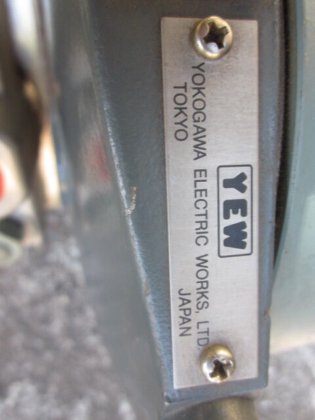 YEW
YOKOGAWA ELECTRIC WORKS, LTD.
TOKYO JAPAN